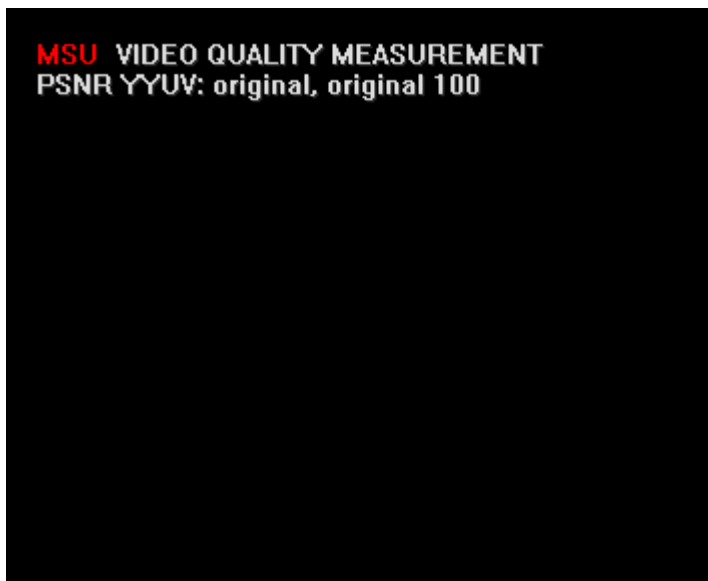 MSU VIDEO QUALITY MEASUREMENT
PSNR YYUV: original, original 100